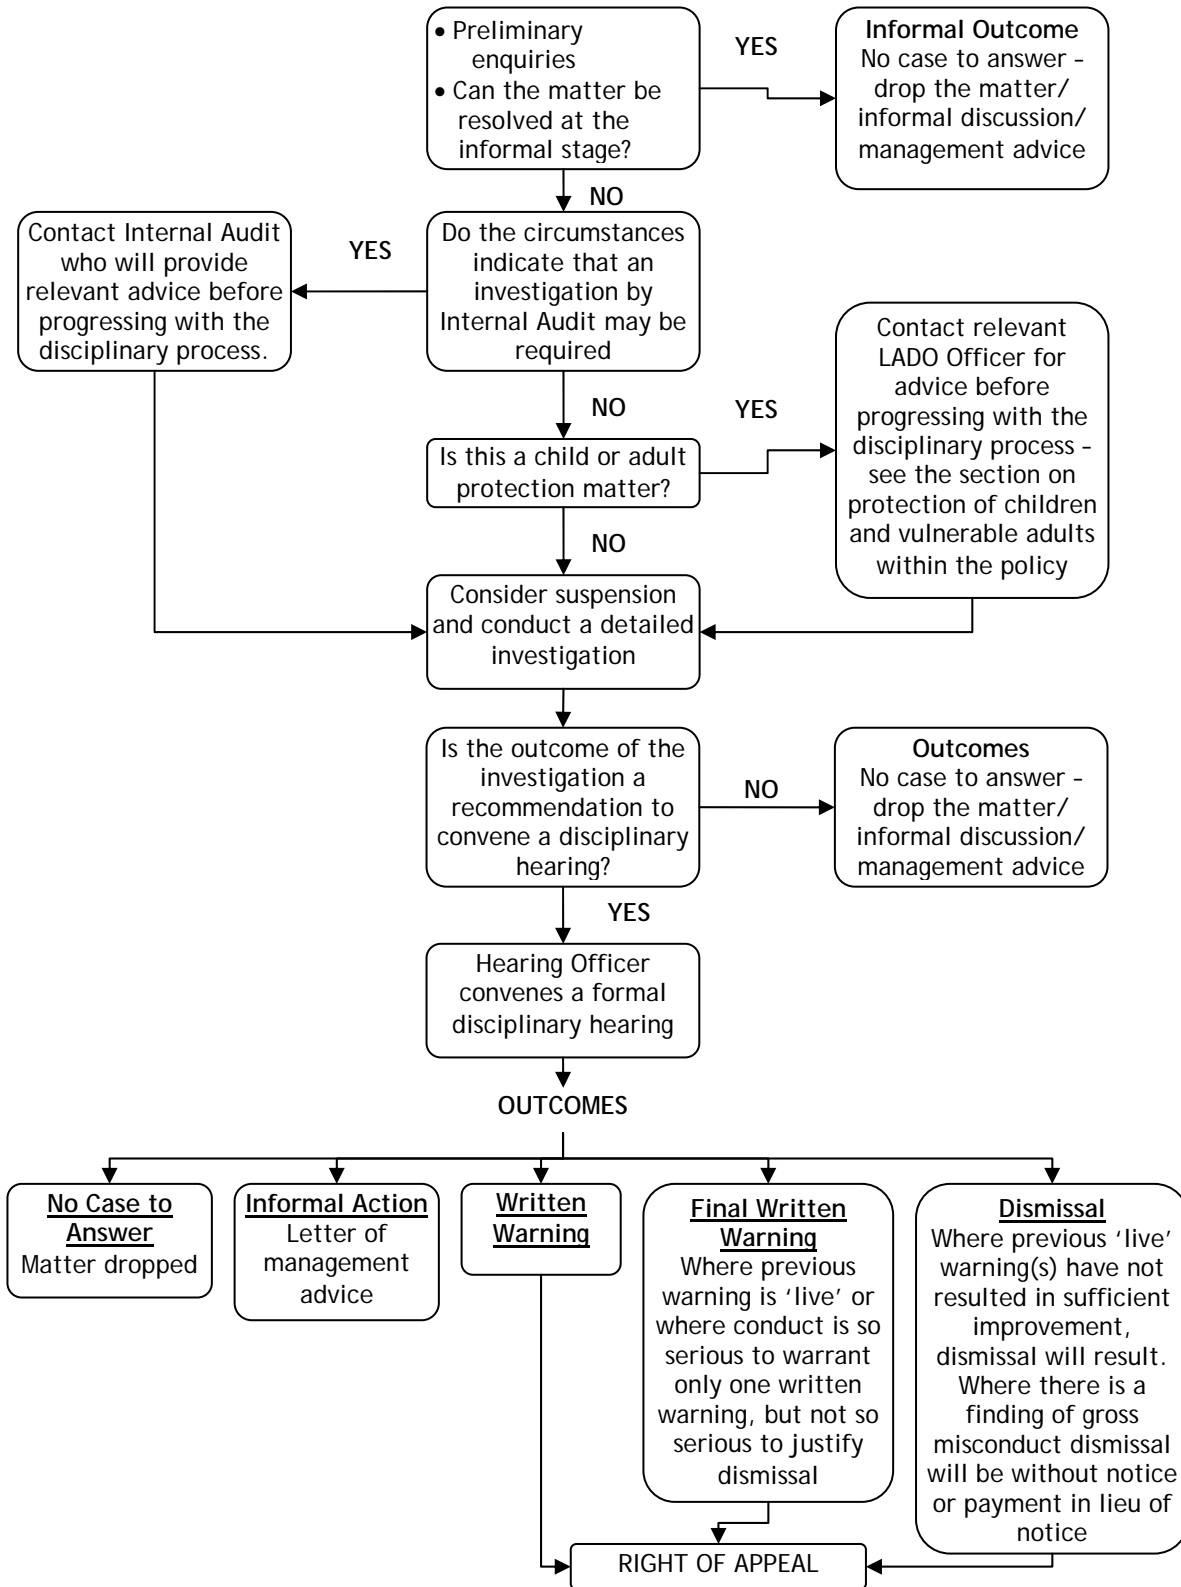 • Preliminary
enquiries
• Can the matter be
resolved at the
informal stage?
YES
Informal Outcome
No case to answer –
drop the matter/
informal discussion/
management advice
NO
Contact Internal Audit
who will provide
relevant advice before
progressing with the
disciplinary process.
YES
Do the circumstances
indicate that an
investigation by
Internal Audit may be
required
NO
YES
Contact relevant
LADO Officer for
advice before
progressing with the
disciplinary process –
see the section on
protection of children
and vulnerable adults
within the policy
Is this a child or adult
protection matter?
NO
Consider suspension
and conduct a detailed
investigation
Is the outcome of the
investigation a
recommendation to
convene a disciplinary
hearing?
NO
Outcomes
No case to answer –
drop the matter/
informal discussion/
management advice
YES
Hearing Officer
convenes a formal
disciplinary hearing
OUTCOMES
No Case to
Answer
Matter dropped
Informal Action
Letter of
management
advice
Written
Warning
Final Written
Warning
Where previous
warning is ‘live’ or
where conduct is so
serious to warrant
only one written
warning, but not so
serious to justify
dismissal
Dismissal
Where previous ‘live’
warning(s) have not
resulted in sufficient
improvement,
dismissal will result.
Where there is a
finding of gross
misconduct dismissal
will be without notice
or payment in lieu of
notice
RIGHT OF APPEAL